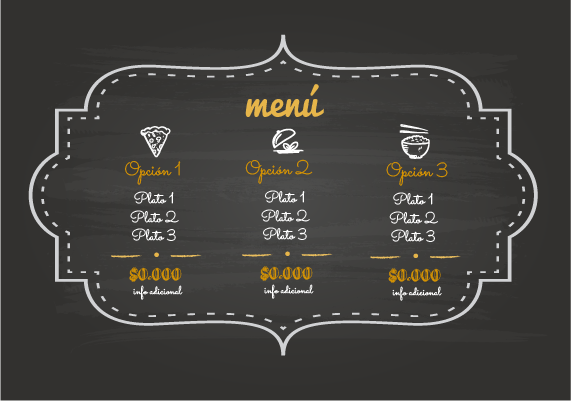 menú
Opción 1
Plato 1
Plato 2
Plato 3
$0.000
info adicional
Opción 2
Plato 1
Plato 2
Plato 3
$0.000
info adicional
Opción 3
Plato 1
Plato 2
Plato 3
$0.000
info adicional